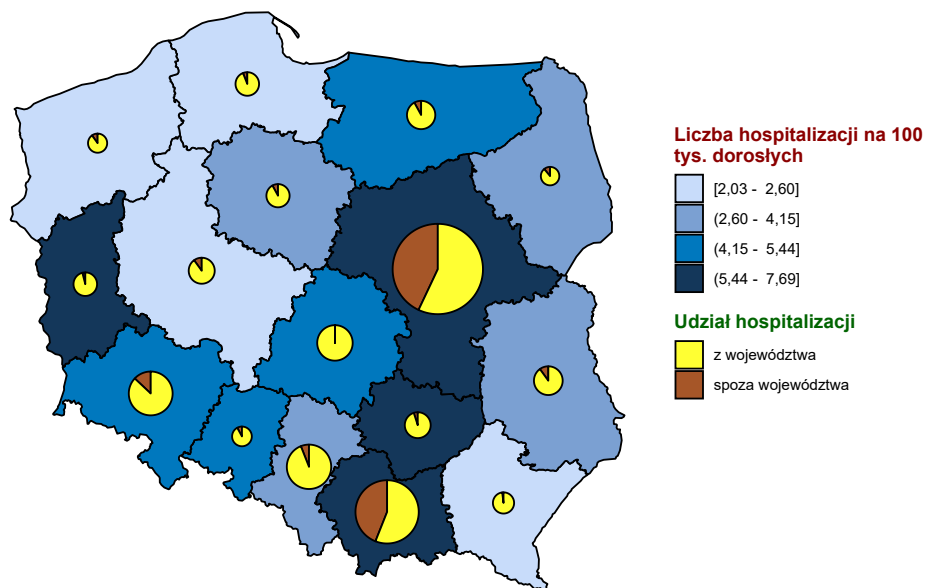 Liczba hospitalizacji na 100
tys. dorosłych
[2,03 - 2,60]
(2,60 - 4,15]
(4,15 - 5,44]
(5,44 - 7,69]
Udział hospitalizacji
z województwa
spoza województwa